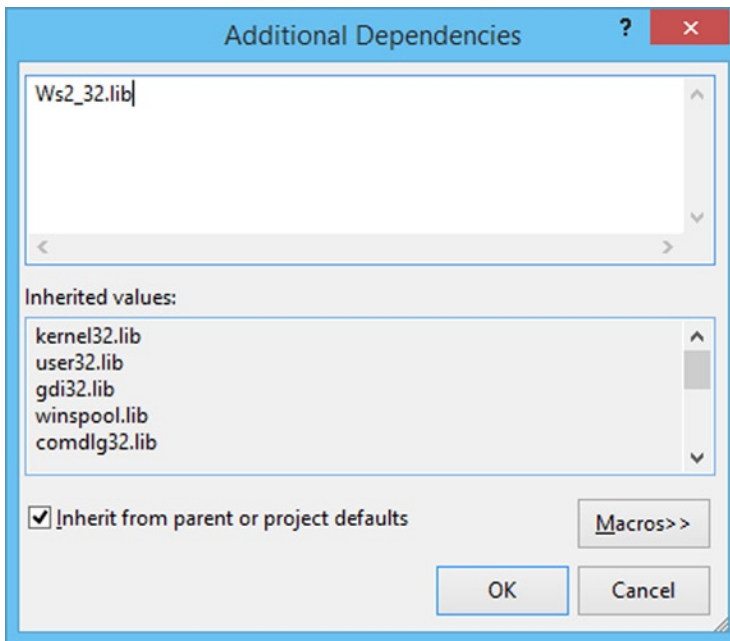 Additional Dependencies
?
Ws2_32.lib
Inherited values:
kernel32.lib
user32.lib
gdi32.lib
winspool.lib
comdlg32.lib
Inherit from parent or project defaults
Macros>>
OK
Cancel